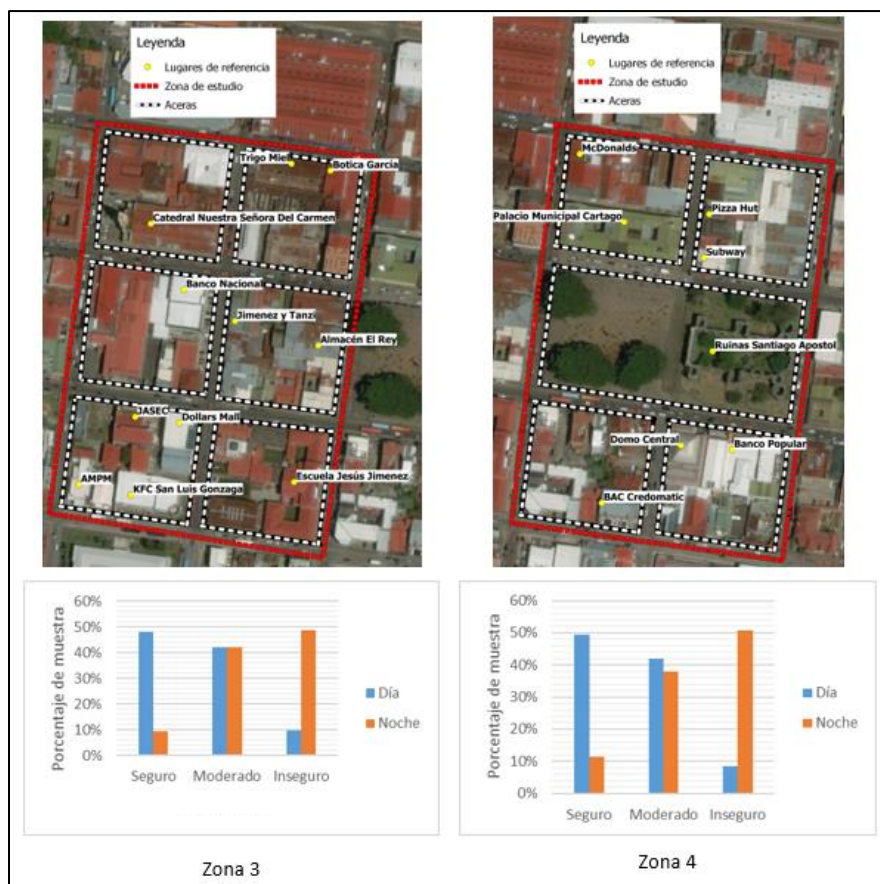 Leyenda
Lugares de referencia
Zona de estudio
Aceras
Trigo Miel
Botica García
Catedral Nuestra Señora Del Carmen
Banco Nacional
Jimenez y Tanzi
Almacén El Rey
JASEC
Dollars Mall
AMPM
KFC San Luis Gonzaga
Escuela Jesús Jimenez
Leyenda
Lugares de referencia
Zona de estudio
Aceras
McDonalds
Palacio Municipal Cartago
Pizza Hut
Subway
Ruinas Santiago Apostol
Domo Central
Banco Popular
BAC Credomatic
Porcentaje de muestra
60%
50%
40%
30%
20%
10%
0%
Seguro Moderado Inseguro
Día
Noche
Zona 3
Porcentaje de muestra
60%
50%
40%
30%
20%
10%
0%
Seguro Moderado Inseguro
Día
Noche
Zona 4